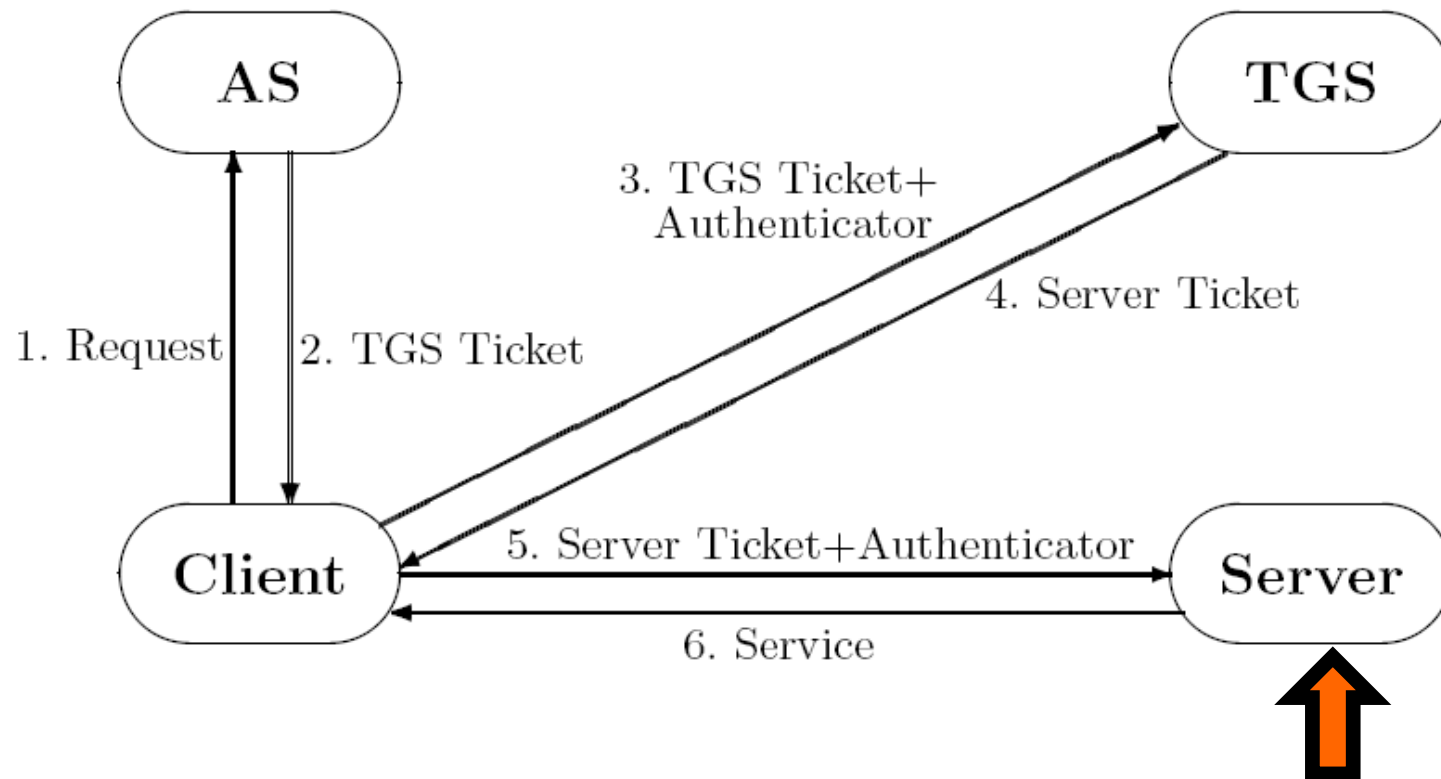 AS
TGS
3. TGS Ticket+
Authenticator
4. Server Ticket
1. Request
2. TGS Ticket
5. Server Ticket+Authenticator
Client
Server
6. Service